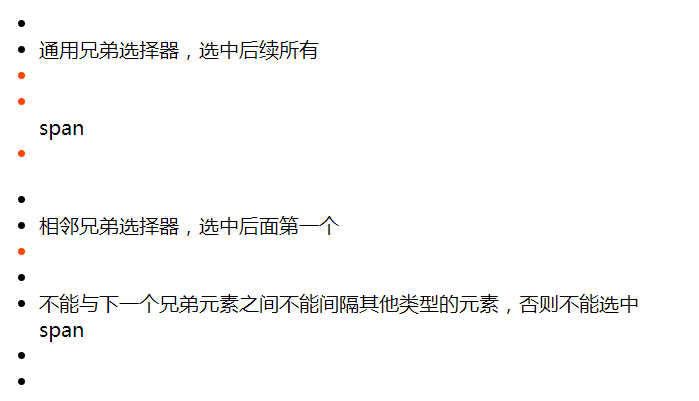 通用兄弟选择器，选中后续所有
span
相邻兄弟选择器，选中后面第一个
不能与下一个兄弟元素之间不能间隔其他类型的元素，否则不能选中
span